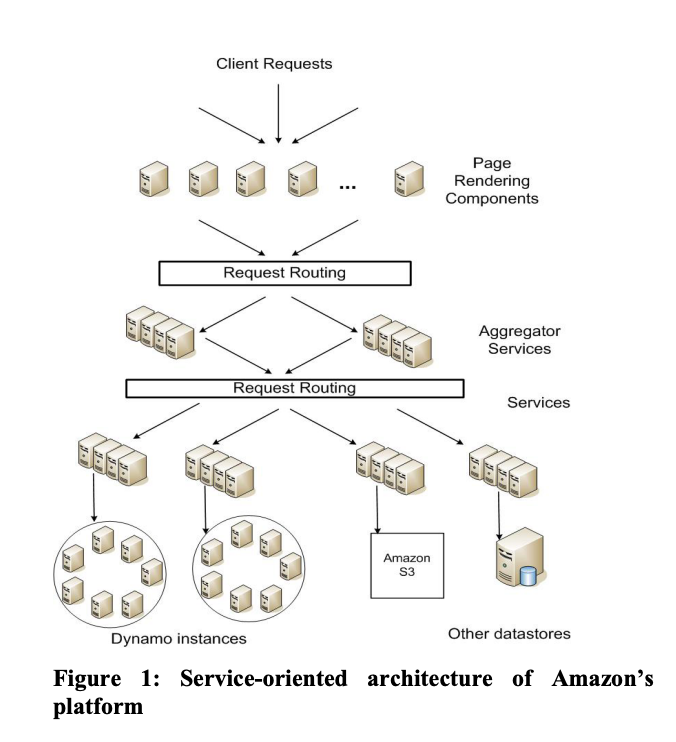 Client Requests
Page
Rendering
Components
...
Request Routing
Aggregator
Services
Request Routing
Services
Amazon
S3
Dynamo instances
Other datastores
Figure 1: Service-oriented architecture of Amazon’s
platform